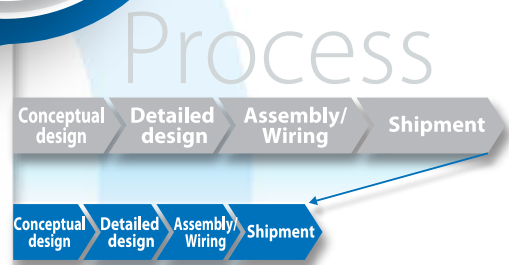 Process
Conceptual
design
Detailed
design
Assembly/
Wiring
Shipment
Conceptual
design
Detailed
design
Assembly/
Wiring
Shipment